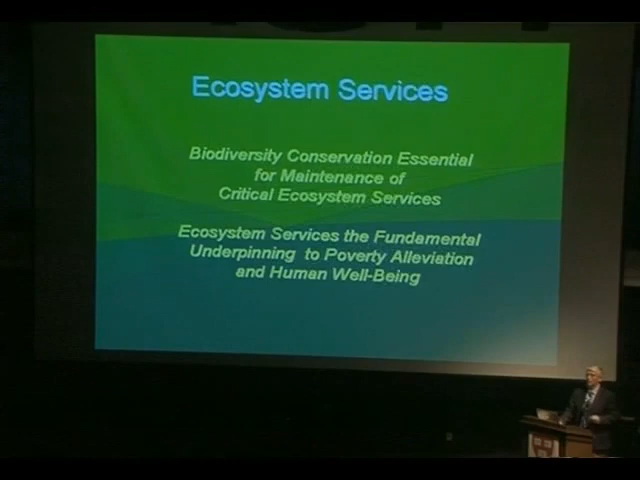 Ecosystem Services
Biodiversity Conservation Essential
for Maintenance of
Critical Ecosystem Services
Ecosystem Services the Fundamental
Underpinning to Poverty Alleviation
and Human Well-Being